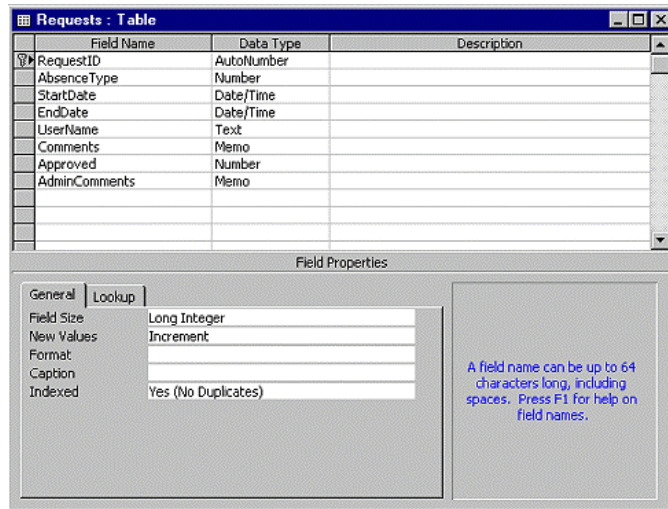 Requests : Table
Field Name Data Type Description
RequestID AutoNumber
AbsenceType Number
StartDate Date/Time
EndDate Date/Time
UserName Text
Comments Memo
Approved Number
AdminComments Memo
Field Properties
General Lookup
Field Size Long Integer
New Values Increment
Format
Caption
Indexed Yes (No Duplicates)
A field name can be up to 64
characters long, including
spaces. Press F1 for help on
field names.